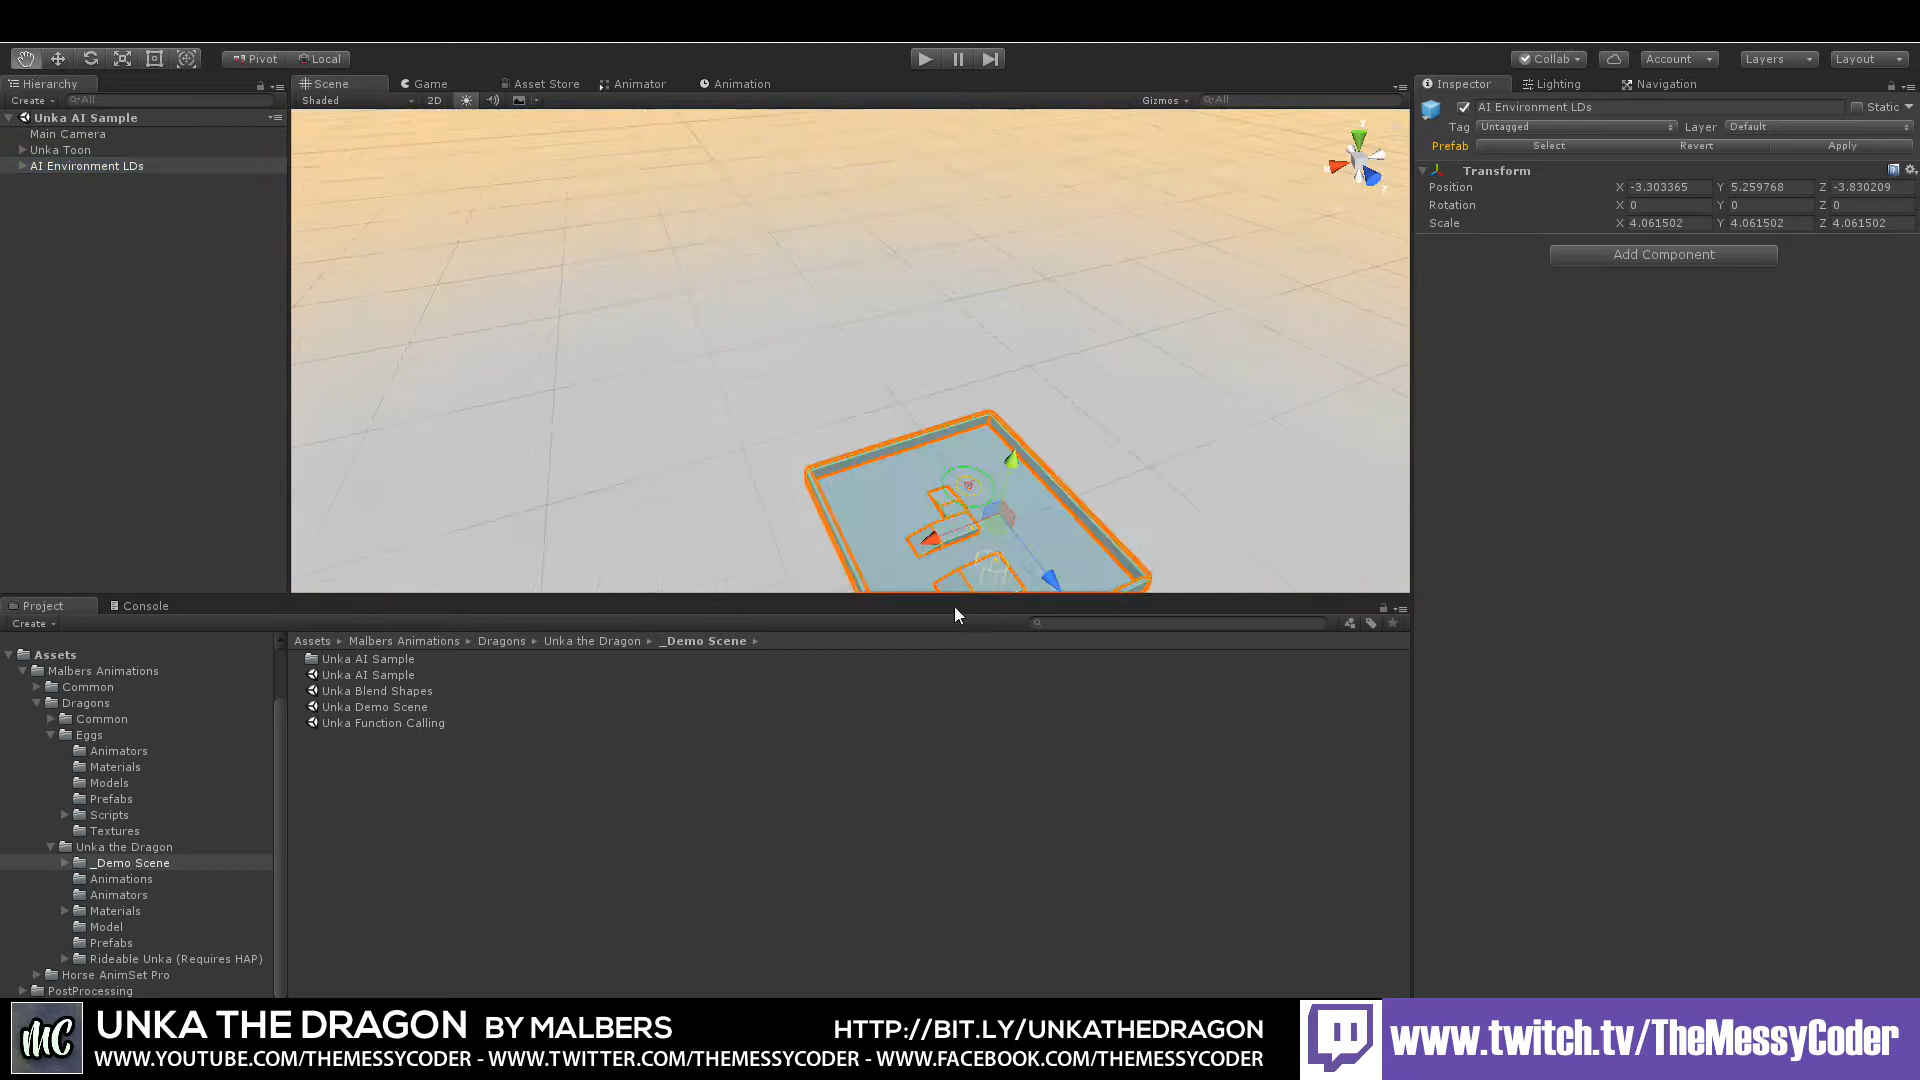 Pivot Local
Collab Account Layers Layout
Hierarchy
Create All
Unka AI Sample
Main Camera
Unka Toon
AI Environment LDs
Scene Game Asset Store Animator Animation
Shaded 2D Gizmos All
y
x
z
Inspector Lighting Navigation
AI Environment LDs Static
Tag Untagged Layer Default
Prefab Select Revert Apply
Transform
Position X -3.303365 Y 5.259768 Z -3.830209
Rotation X 0 Y 0 Z 0
Scale X 4.061502 Y 4.061502 Z 4.061502
Add Component
Project Console
Create
Assets
Malbers Animations
Common
Dragons
Common
Eggs
Animators
Materials
Models
Prefabs
Scripts
Textures
Unka the Dragon
_Demo Scene
Animations
Animators
Materials
Model
Prefabs
Rideable Unka (Requires HAP)
Horse AnimSet Pro
PostProcessing
Assets Malbers Animations Dragons Unka the Dragon _Demo Scene
Unka AI Sample
Unka AI Sample
Unka Blend Shapes
Unka Demo Scene
Unka Function Calling
MC
UNKA THE DRAGON BY MALBERS HTTP://BIT.LY/UNKATHEDRAGON
WWW.YOUTUBE.COM/THEMESSYCODER - WWW.TWITTER.COM/THEMESSYCODER - WWW.FACEBOOK.COM/THEMESSYCODER
www.twitch.tv/TheMessyCoder